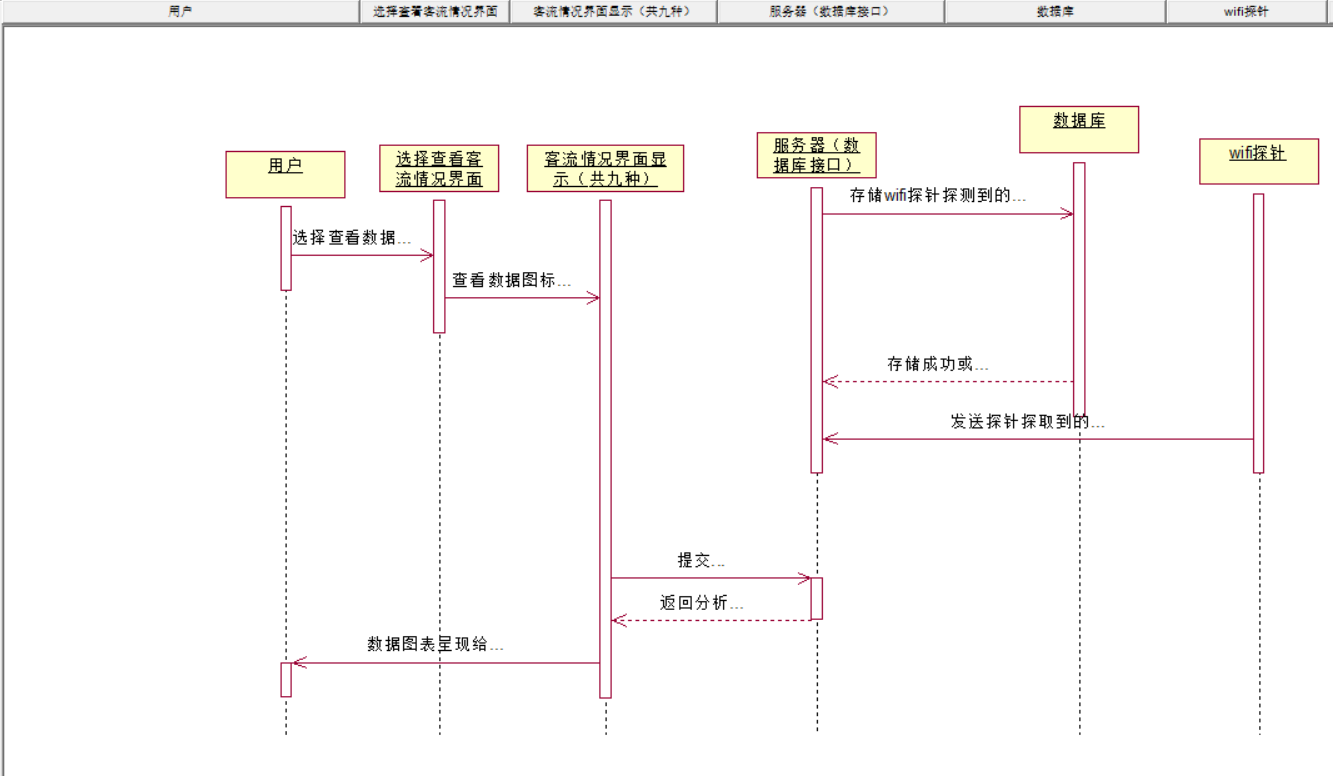 用户
选择查看客流情况界面
客流情况界面显示（共九种）
服务器（数据库接口）
数据库
wifi探针
用户
选择查看客
流情况界面
客流情况界面显
示（共九种）
服务器（数
据库接口）
数据库
wifi探针
存储wifi探针探测到的...
选择查看数据...
查看数据图标...
存储成功或...
发送探针探取到的...
提交...
返回分析...
数据图表呈现给...